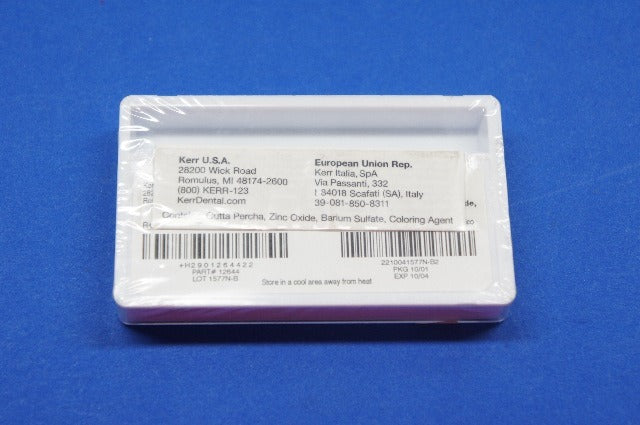 Kerr U.S.A.
28200 Wick Road
Romulus, MI 48174-2600
(800) KERR-123
KerrDental.com
European Union Rep.
Kerr Italia, SpA
Via Passanti, 332
I 34018 Scafati (SA), Italy
39-081-850-8311
Gutta Percha, Zinc Oxide, Barium Sulfate, Coloring Agent
+H2901264422
PART# 12644
LOT 1577N-B
2210041577N-B2
PKG 10/01
EXP 10/04
Store in a cool area away from heat